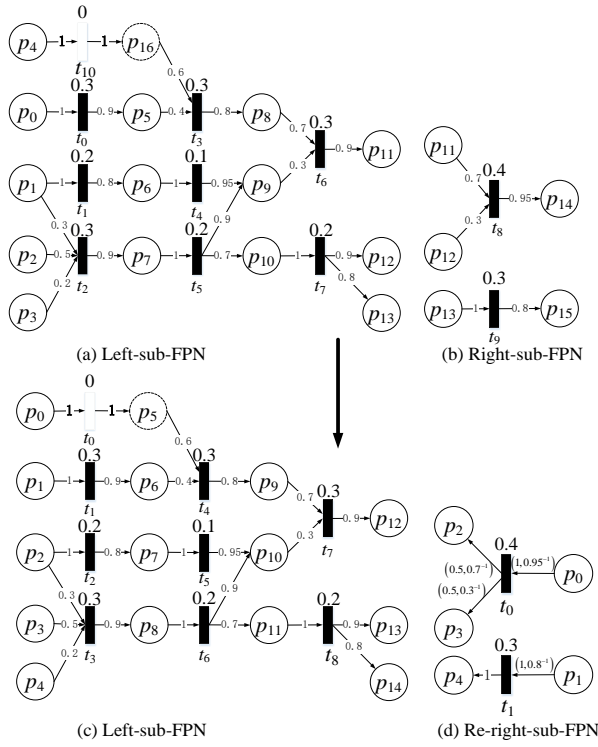 0
p4 1 1 p16
t10 0.6
0.3 0.3
p0 1 0.9 p5 0.4 0.8 p8
t0 t3 0.7 0.3
0.9 p11
0.2 0.1 0.3 t6
p1 1 0.8 p6 1 0.95 p9
t1 t4 0.9
0.3 0.3 0.2 0.2
p2 0.5 0.9 p7 1 0.7 p10 1 0.9 p12
0.2 t2 t5 t7 0.8
p3 p13
(a) Left-sub-FPN
p11
0.7 0.4
0.95 p14
0.3 t8
p12
0.3
p13 1 0.8 p15
t9
(b) Right-sub-FPN
0
p0 1 1 p5
t0 0.6
0.3 0.3
p1 1 0.9 p6 0.4 0.8 p9
t1 t4 0.7 0.3
0.9 p12
0.2 0.1 0.3 t7
p2 1 0.8 p7 1 0.95 p10
t2 t5 0.9
0.3 0.3 0.2 0.2
p3 0.5 0.9 p8 1 0.7 p11 1 0.9 p13
0.2 t3 t6 t8 0.8
p4 p14
(c) Left-sub-FPN
p2 0.4
(0.5,0.7⁻¹) (1,0.95⁻¹) p0
(0.5,0.3⁻¹) t0
p3
0.3
p4 1 (1,0.8⁻¹) p1
t1
(d) Re-right-sub-FPN